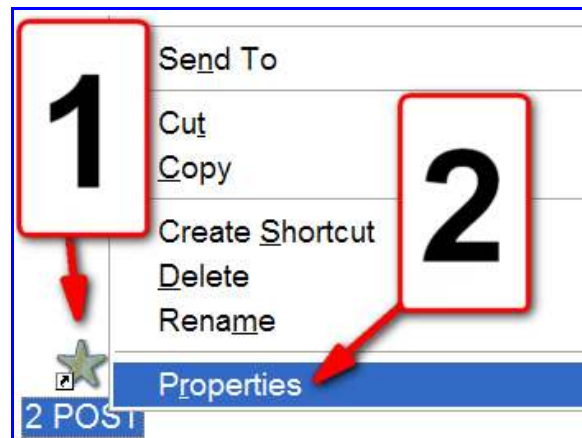 1
Send To
Cut
Copy
2
Create Shortcut
Delete
Rename
Properties
2 POST